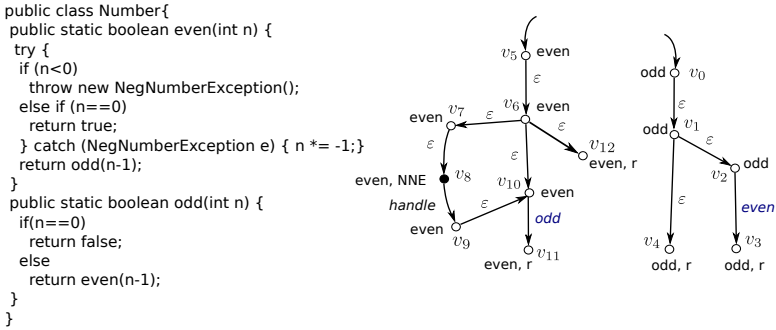 public class Number{
public static boolean even(int n) {
try {
if (n<0)
throw new NegNumberException();
else if (n==0)
return true;
} catch (NegNumberException e) { n *= -1;}
return odd(n-1);
}
public static boolean odd(int n) {
if(n==0)
return false;
else
return even(n-1);
}
}
v5 even
ε
v6 even
v7
even
ε
ε
ε
ε
v12
even, r
even, NNE
v8
v10
even
handle
odd
even
ε
v9
v11
even, r
odd v0
ε
odd v1
ε
odd
v2
ε
even
v4
v3
odd, r
odd, r